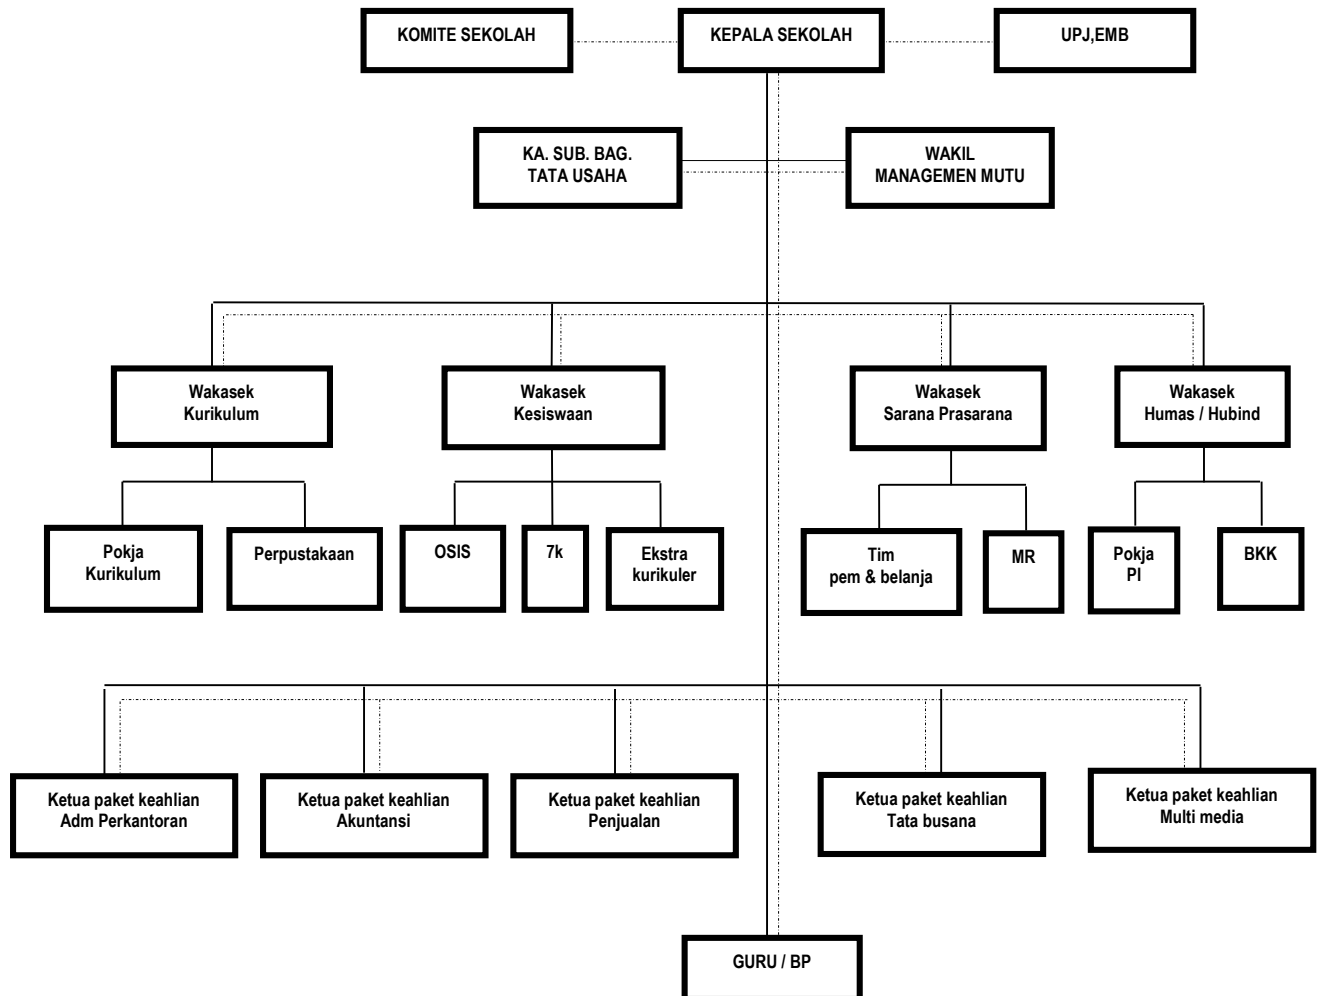 KOMITE SEKOLAH
KEPALA SEKOLAH
UPJ,EMB
KA. SUB. BAG.
TATA USAHA
WAKIL
MANAGEMEN MUTU
Wakasek
Kurikulum
Wakasek
Kesiswaan
Wakasek
Sarana Prasarana
Wakasek
Humas / Hubind
Pokja
Kurikulum
Perpustakaan
OSIS
7k
Ekstra
kurikuler
Tim
pem & belanja
MR
Pokja
PI
BKK
Ketua paket keahlian
Adm Perkantoran
Ketua paket keahlian
Akuntansi
Ketua paket keahlian
Penjualan
Ketua paket keahlian
Tata busana
Ketua paket keahlian
Multi media
GURU / BP